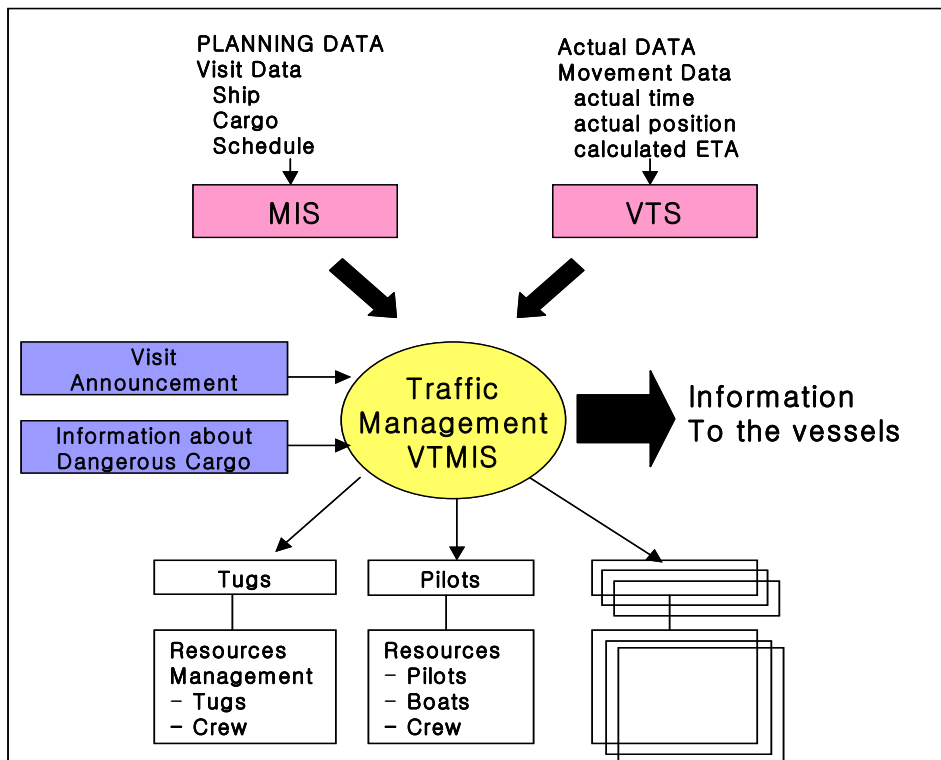 PLANNING DATA
Visit Data
Ship
Cargo
Schedule
MIS
Actual DATA
Movement Data
actual time
actual position
calculated ETA
VTS
Visit
Announcement
Information about
Dangerous Cargo
Traffic
Management
VTMIS
Information
To the vessels
Tugs
Resources
Management
- Tugs
- Crew
Pilots
Resources
- Pilots
- Boats
- Crew